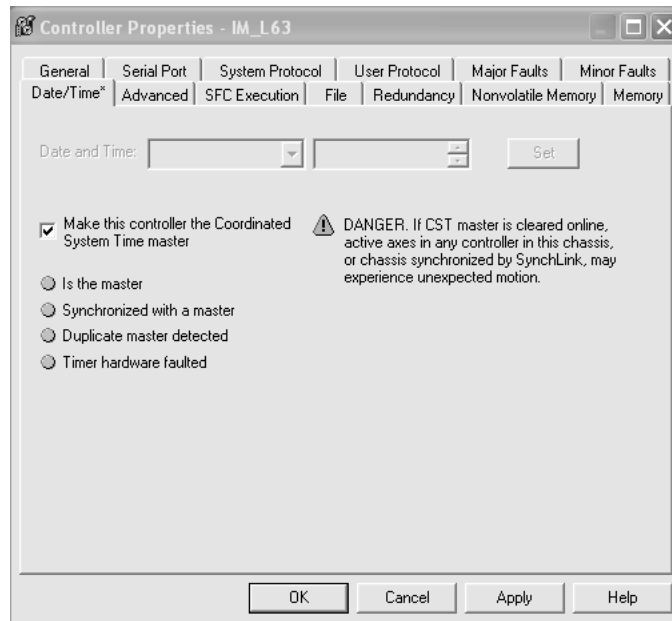 Controller Properties - IM_L63
General Serial Port System Protocol User Protocol Major Faults Minor Faults
Date/Time* Advanced SFC Execution File Redundancy Nonvolatile Memory Memory
Date and Time: Set
Make this controller the Coordinated
System Time master
DANGER. If CST master is cleared online,
active axes in any controller in this chassis,
or chassis synchronized by SynchLink, may
experience unexpected motion.
Is the master
Synchronized with a master
Duplicate master detected
Timer hardware faulted
OK Cancel Apply Help